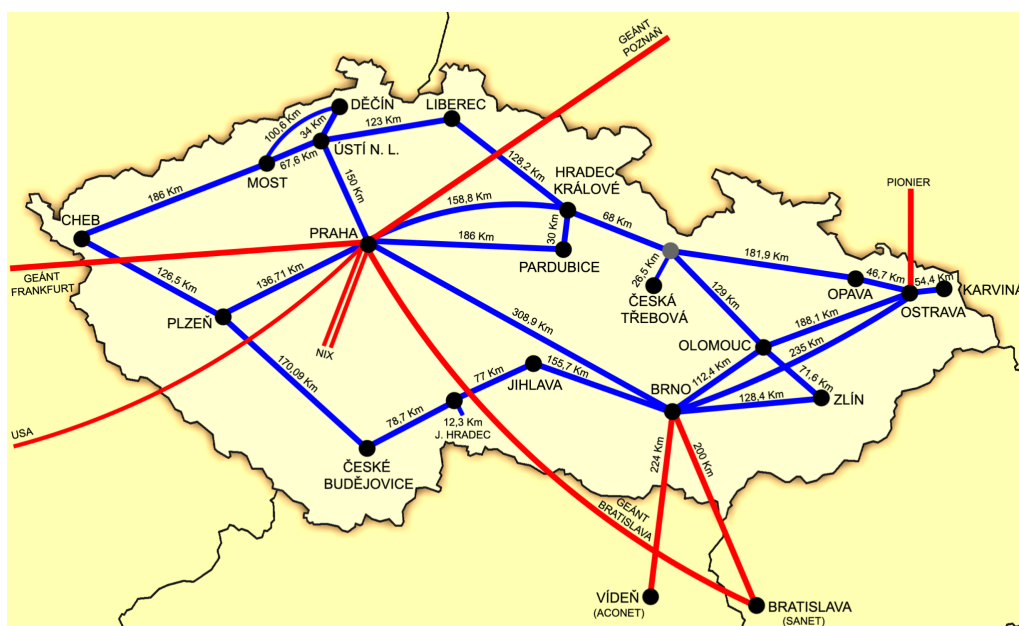 GEÁNT
POZNAŇ
DĚČÍN
LIBEREC
100,6 Km
34 Km
123 Km
ÚSTÍ N. L.
67,6 Km
MOST
128,2 Km
186 Km
150 Km
HRADEC
KRÁLOVÉ
158,8 Km
PIONIER
CHEB
PRAHA
186 Km
30 Km
68 Km
PARDUBICE
26,5 Km
181,9 Km
GEÁNT
FRANKFURT
126,5 Km
136,71 Km
ČESKÁ
TŘEBOVÁ
129 Km
46,7 Km
54,4 Km
OPAVA
KARVINÁ
OSTRAVA
PLZEŇ
308,9 Km
188,1 Km
NIX
OLOMOUC
235 Km
170,09 Km
77 Km
155,7 Km
JIHLAVA
112,4 Km
71,6 Km
BRNO
128,4 Km
ZLÍN
78,7 Km
12,3 Km
J. HRADEC
USA
ČESKÉ
BUDĚJOVICE
224 Km
200 Km
GEÁNT
BRATISLAVA
VÍDEŇ
(ACONET)
BRATISLAVA
(SANET)